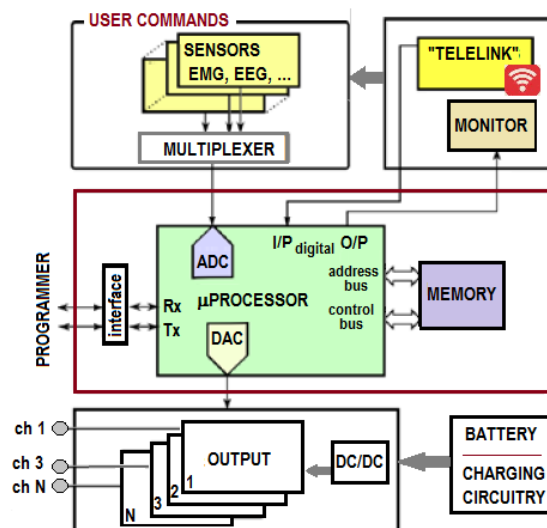 USER COMMANDS
SENSORS
EMG, EEG, ...
MULTIPLEXER
"TELELINK"
MONITOR
I/P digital O/P
ADC
address
bus
µPROCESSOR
control
bus
Rx
Tx
DAC
MEMORY
interface
PROGRAMMER
ch 1
ch 3
ch N
OUTPUT
1
2
3
N
DC/DC
BATTERY
CHARGING
CIRCUITRY